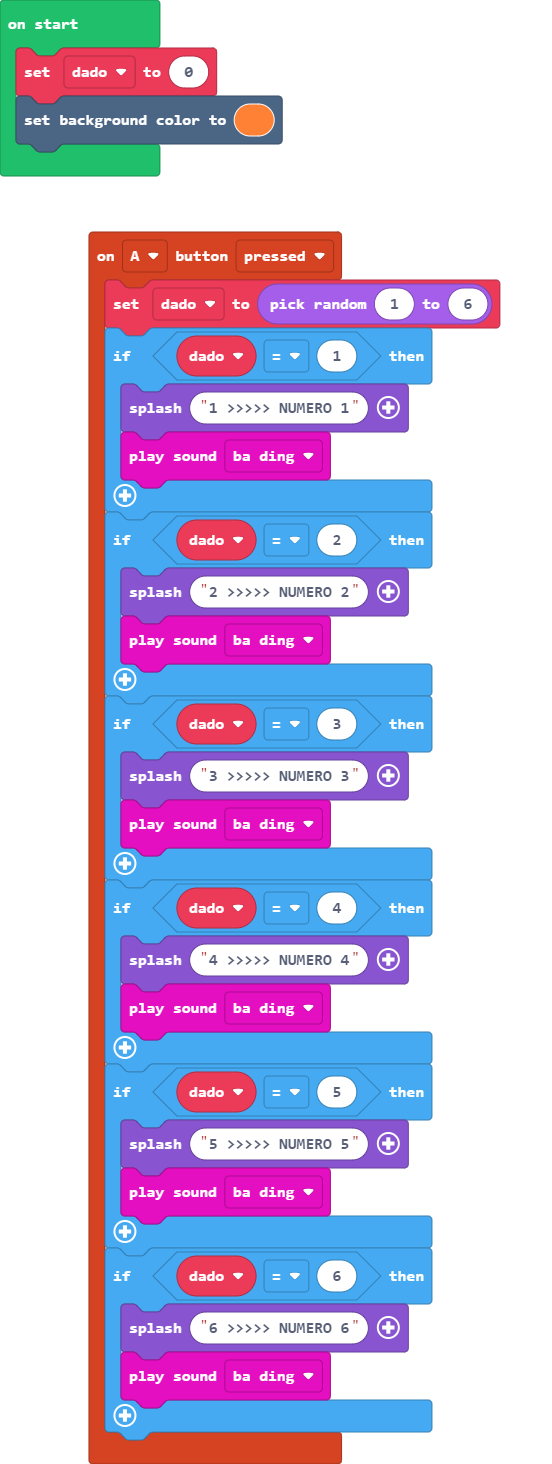 on start
set dado to 0
set background color to
on A button pressed
set dado to pick random 1 to 6
if dado = 1 then
splash "1 >>>>> NUMERO 1"
play sound ba ding
if dado = 2 then
splash "2 >>>>> NUMERO 2"
play sound ba ding
if dado = 3 then
splash "3 >>>>> NUMERO 3"
play sound ba ding
if dado = 4 then
splash "4 >>>>> NUMERO 4"
play sound ba ding
if dado = 5 then
splash "5 >>>>> NUMERO 5"
play sound ba ding
if dado = 6 then
splash "6 >>>>> NUMERO 6"
play sound ba ding